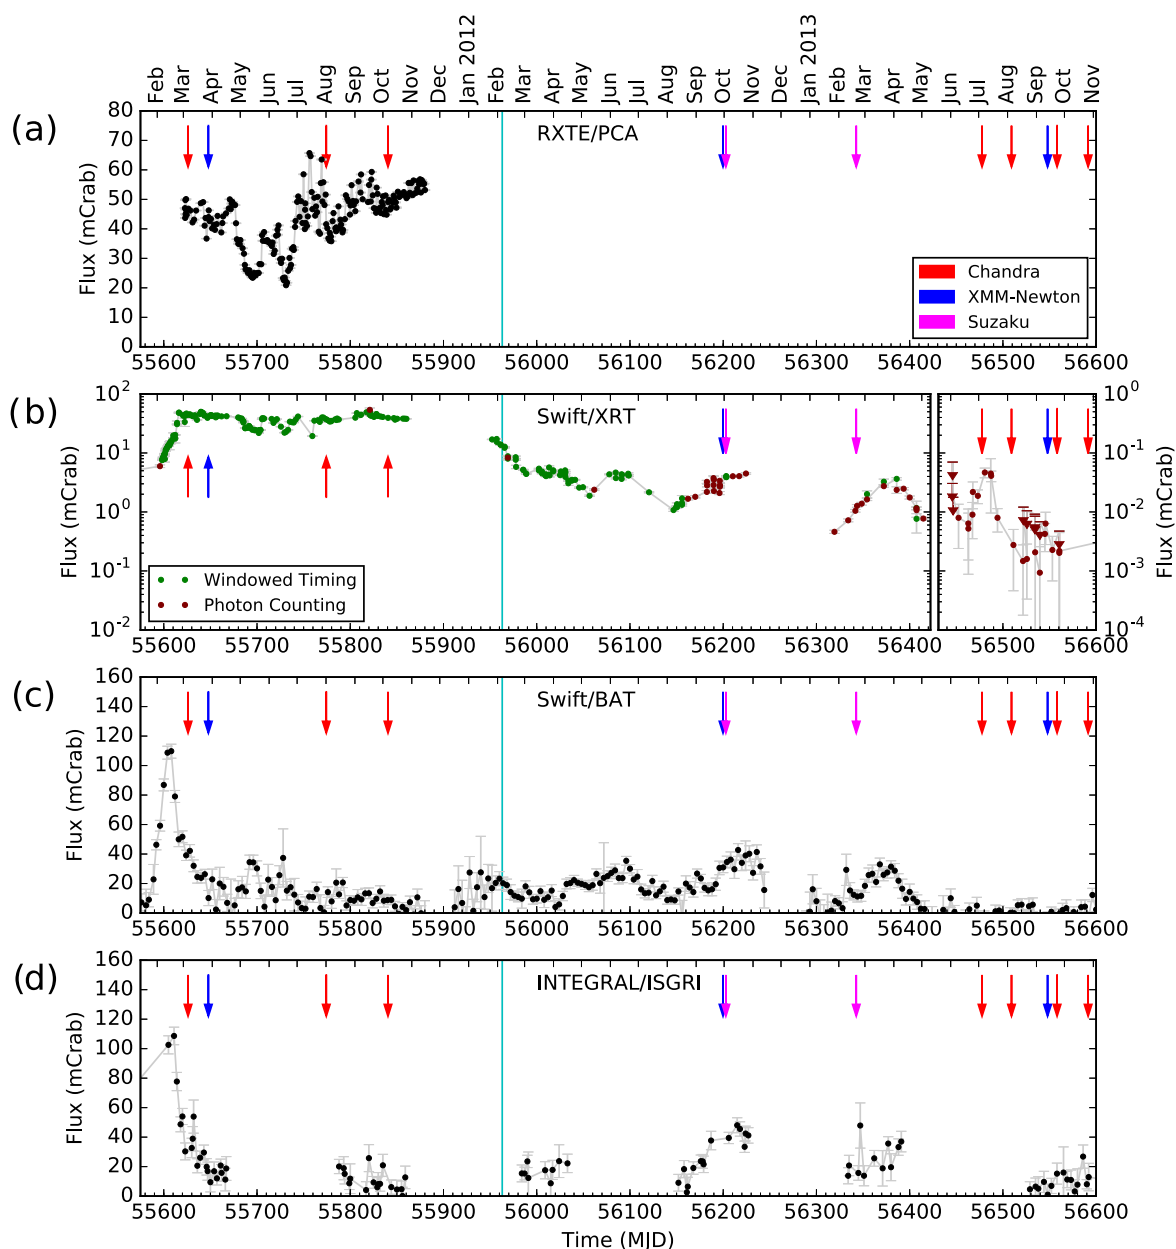 Feb Mar Apr May Jun Jul Aug Sep Oct Nov Dec Jan 2012 Feb Mar Apr May Jun Jul Aug Sep Oct Nov Dec Jan 2013 Feb Mar Apr May Jun Jul Aug Sep Oct Nov
(a)
RXTE/PCA
Flux (mCrab)
80
70
60
50
40
30
20
10
0
Chandra
XMM-Newton
Suzaku
55600 55700 55800 55900 56000 56100 56200 56300 56400 56500 56600
(b)
Swift/XRT
Flux (mCrab)
10^2
10^1
10^0
10^-1
10^-2
Windowed Timing
Photon Counting
10^0
10^-1
10^-2
10^-3
10^-4
Flux (mCrab)
55600 55700 55800 55900 56000 56100 56200 56300 56400 56500 56600
(c)
Swift/BAT
Flux (mCrab)
160
140
120
100
80
60
40
20
0
55600 55700 55800 55900 56000 56100 56200 56300 56400 56500 56600
(d)
INTEGRAL/ISGRI
Flux (mCrab)
160
140
120
100
80
60
40
20
0
55600 55700 55800 55900 56000 56100 56200 56300 56400 56500 56600
Time (MJD)